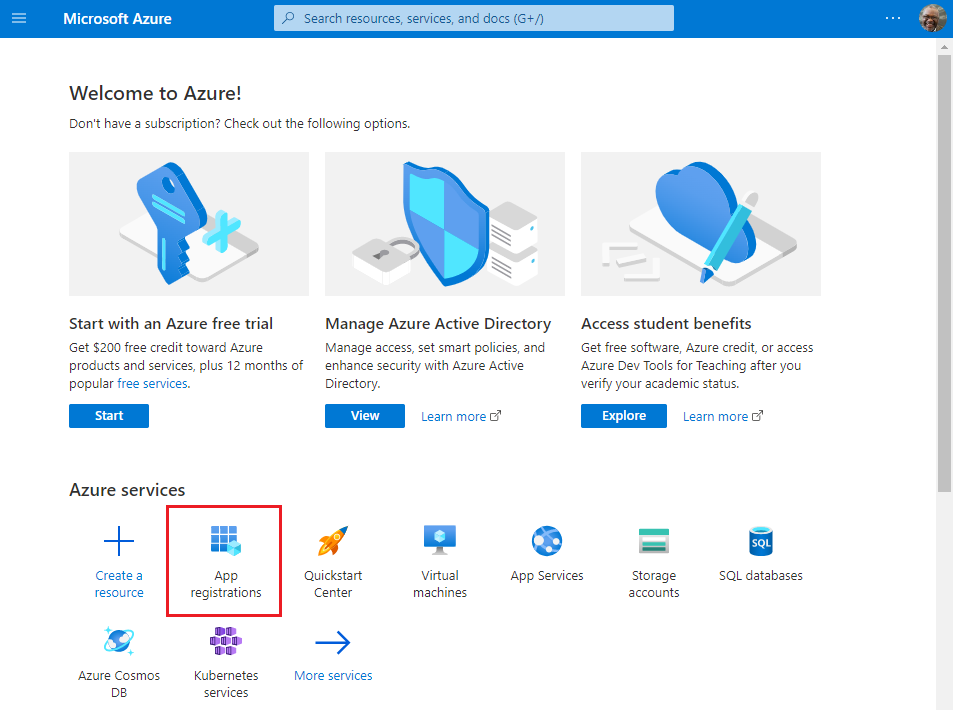 Microsoft Azure
Search resources, services, and docs (G+/)
Welcome to Azure!
Don't have a subscription? Check out the following options.
Start with an Azure free trial
Get $200 free credit toward Azure
products and services, plus 12 months of
popular free services.
Start
Manage Azure Active Directory
Manage access, set smart policies, and
enhance security with Azure Active
Directory.
View
Learn more
Access student benefits
Get free software, Azure credit, or access
Azure Dev Tools for Teaching after you
verify your academic status.
Explore
Learn more
Azure services
Create a
resource
App
registrations
Quickstart
Center
Virtual
machines
App Services
Storage
accounts
SQL
SQL databases
Azure Cosmos
DB
Kubernetes
services
More services